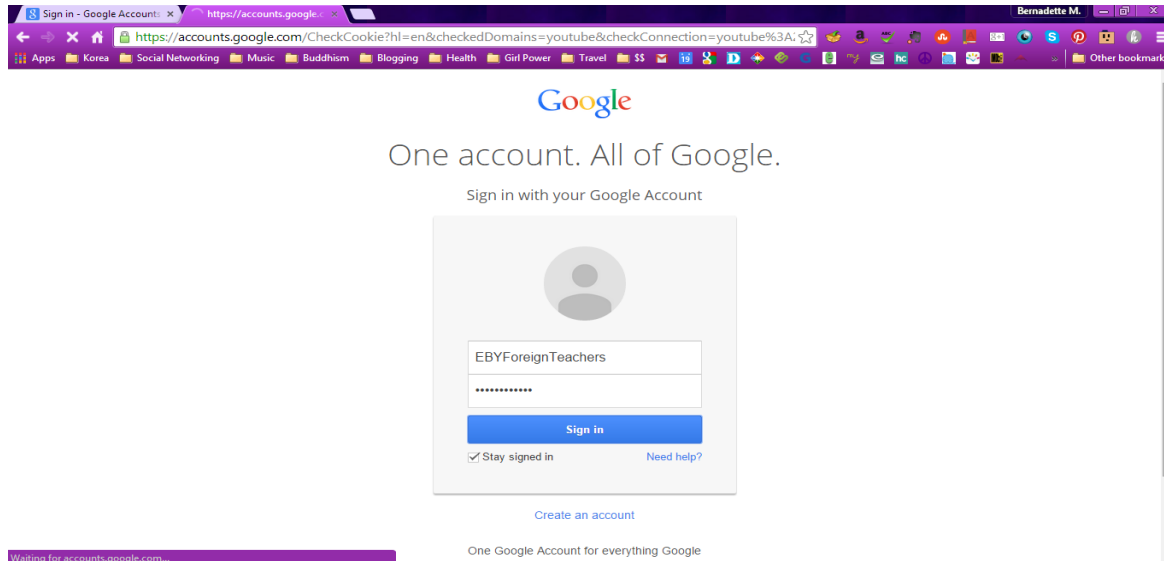 Sign in - Google Accounts
https://accounts.google.c
Bernadette M.
https://accounts.google.com/CheckCookie?hl=en&checkedDomains=youtube&checkConnection=youtube%3A
Apps Korea Social Networking Music Buddhism Blogging Health Girl Power Travel $$ Other bookmark
Google
One account. All of Google.
Sign in with your Google Account
EBYForeignTeachers
••••••••••••
Sign in
Stay signed in Need help?
Create an account
One Google Account for everything Google
Waiting for accounts.google.com...